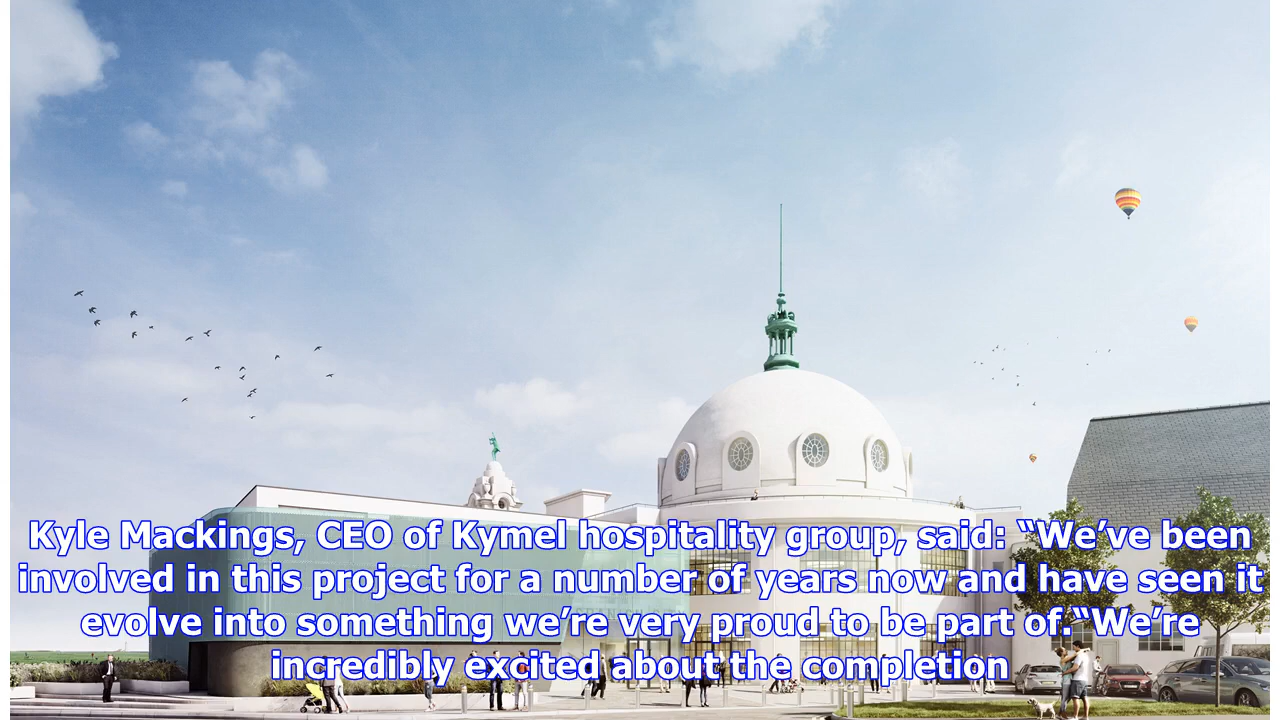 Kyle Mackings, CEO of Kymel hospitality group, said: “We’ve been
involved in this project for a number of years now and have seen it
evolve into something we’re very proud to be part of.“We’re
incredibly excited about the completion